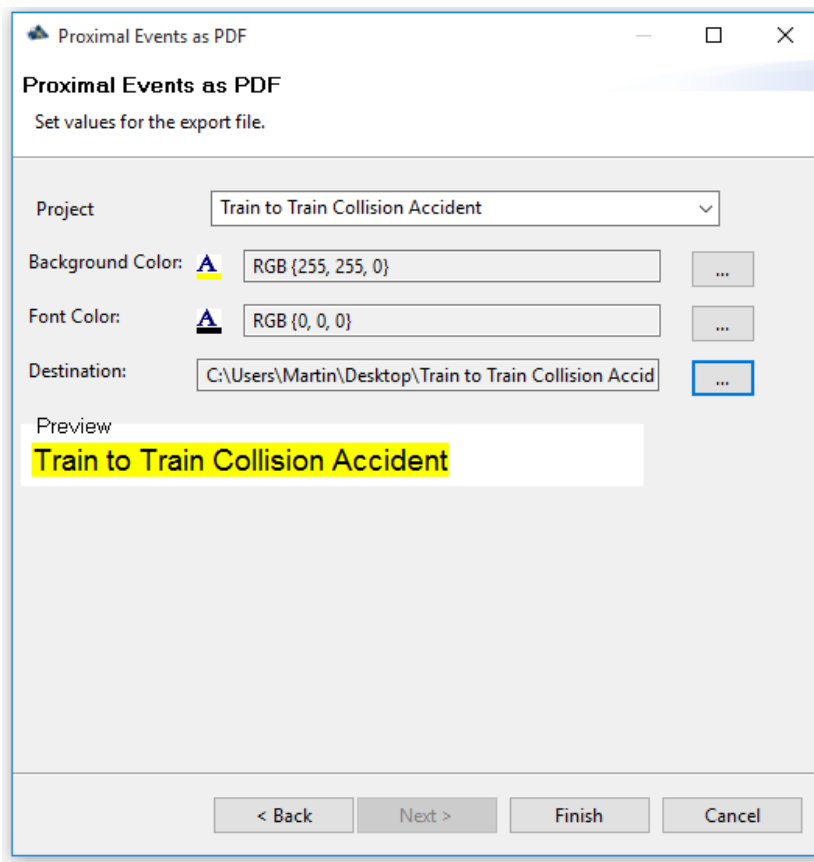 Proximal Events as PDF
Proximal Events as PDF
Set values for the export file.
Project Train to Train Collision Accident
Background Color: A RGB {255, 255, 0} ...
Font Color: A RGB {0, 0, 0} ...
Destination: C:\Users\Martin\Desktop\Train to Train Collision Accid ...
Preview
Train to Train Collision Accident
< Back Next > Finish Cancel